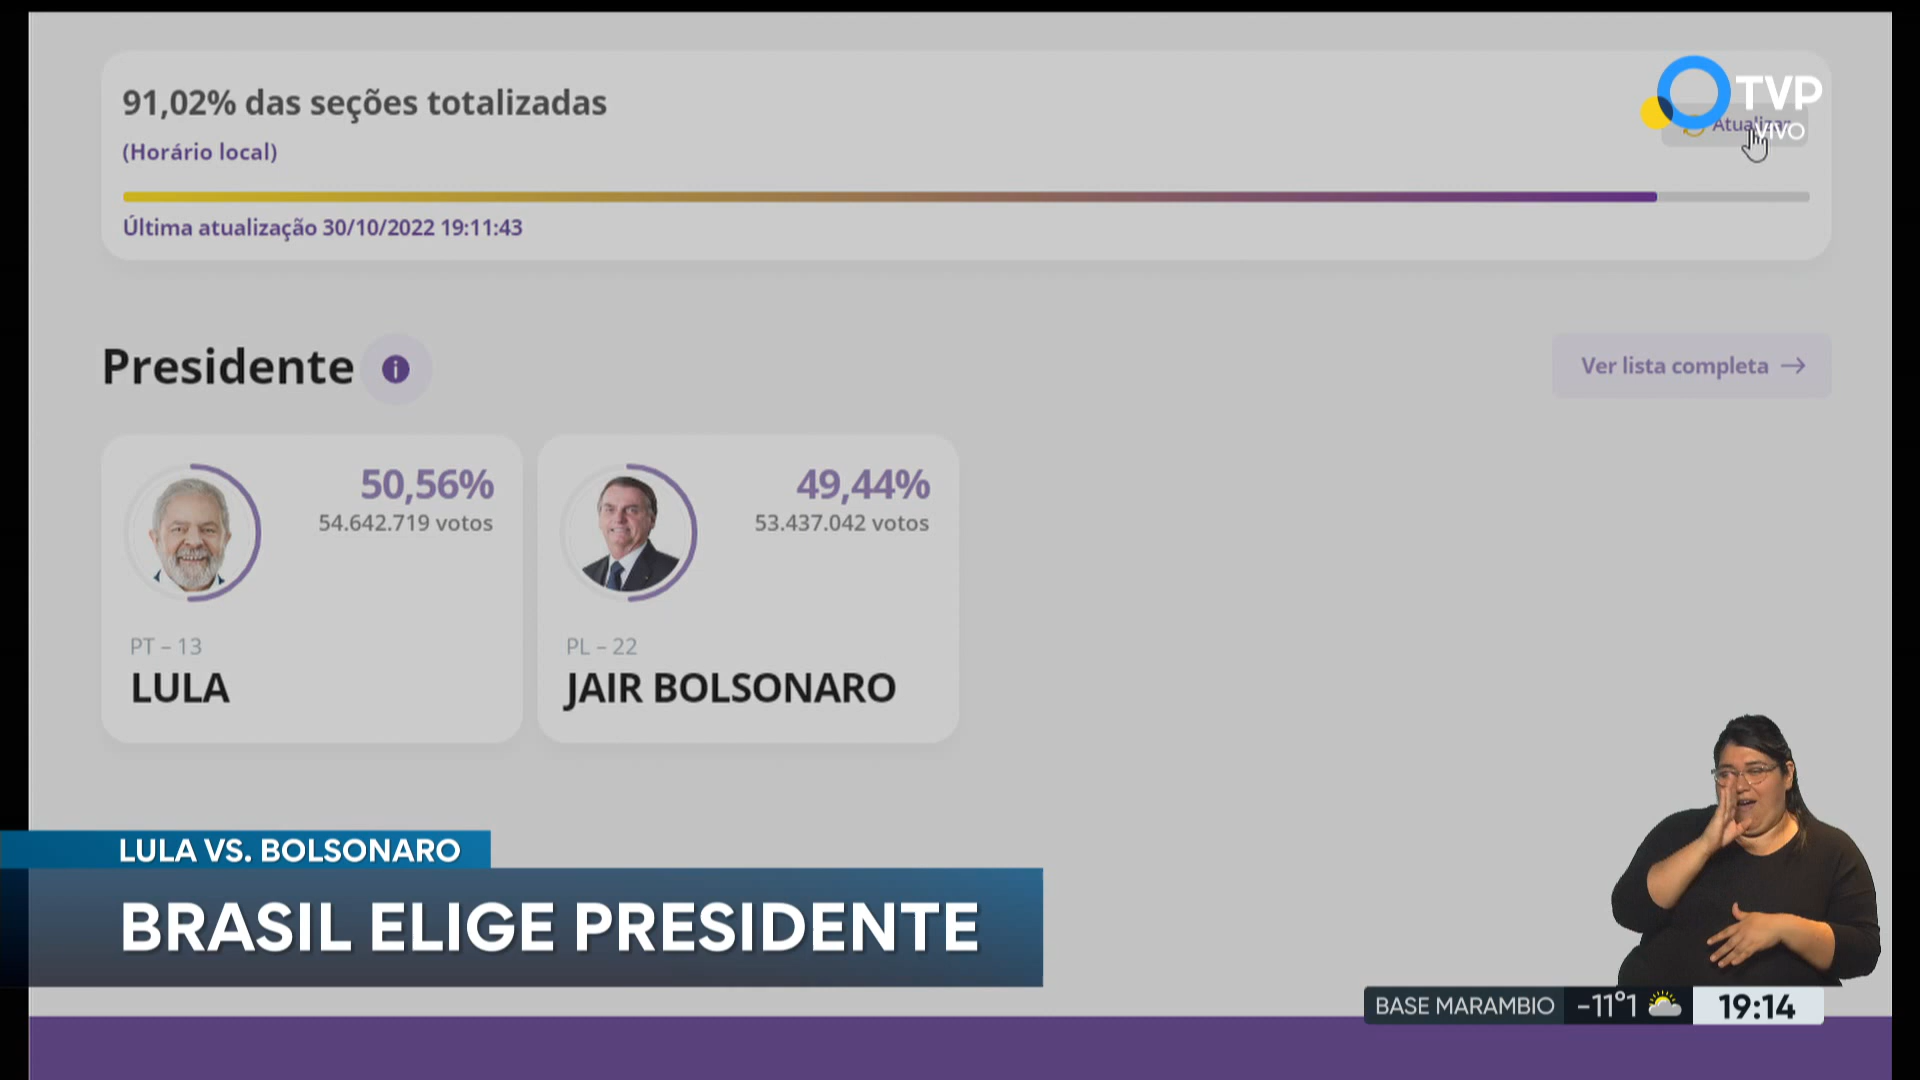 91,02% das seções totalizadas
(Horário local)
Última atualização 30/10/2022 19:11:43
TVP
Atualizar
VIVO
Presidente
i
Ver lista completa →
50,56%
54.642.719 votos
PT – 13
LULA
49,44%
53.437.042 votos
PL – 22
JAIR BOLSONARO
LULA VS. BOLSONARO
BRASIL ELIGE PRESIDENTE
BASE MARAMBIO -11°1 19:14